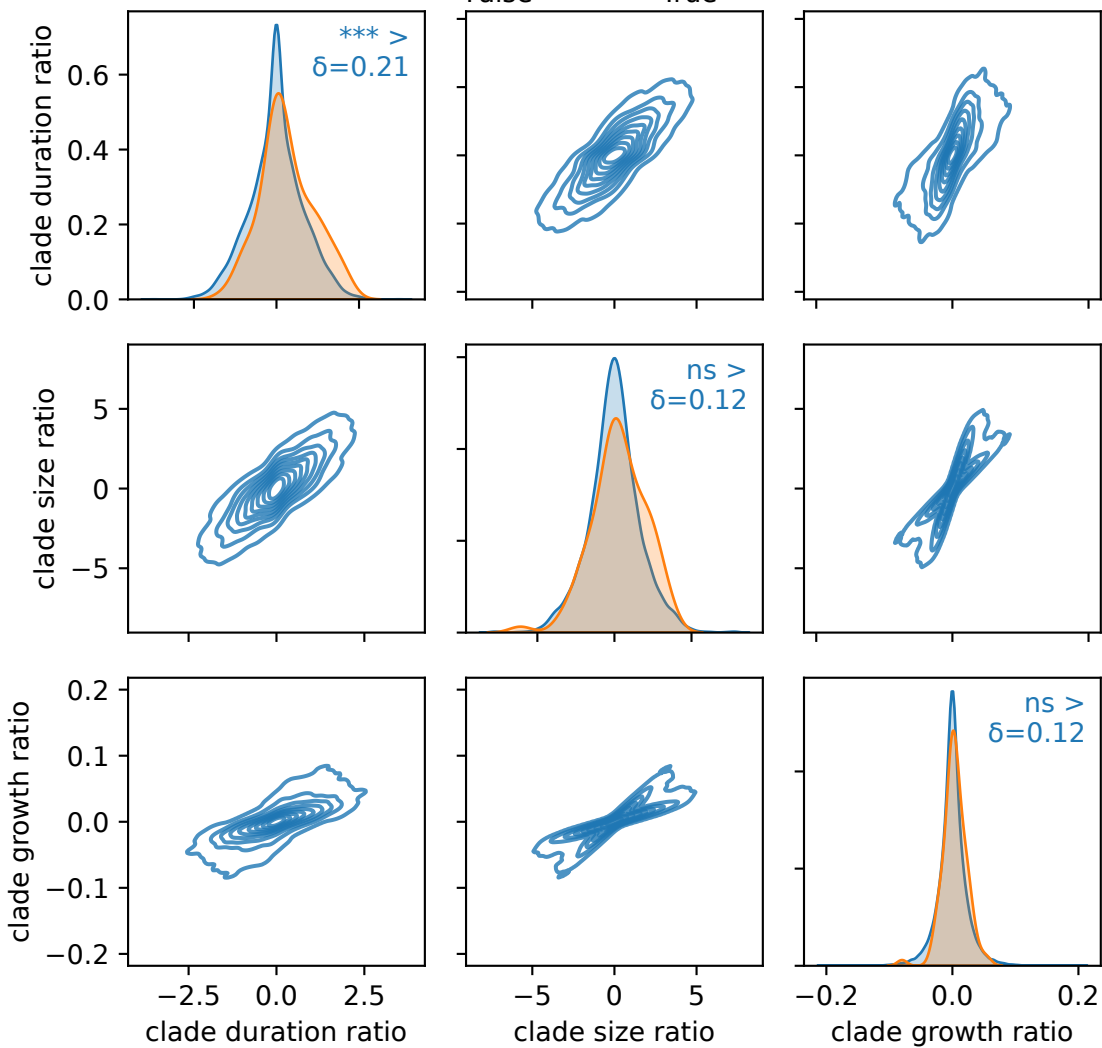 False True
clade duration ratio
0.6
0.4
0.2
0.0
*** >
δ=0.21
clade size ratio
5
0
−5
ns >
δ=0.12
clade growth ratio
0.2
0.1
0.0
−0.1
−0.2
ns >
δ=0.12
−2.5 0.0 2.5
−5 0 5
−0.2 0.0 0.2
clade duration ratio
clade size ratio
clade growth ratio